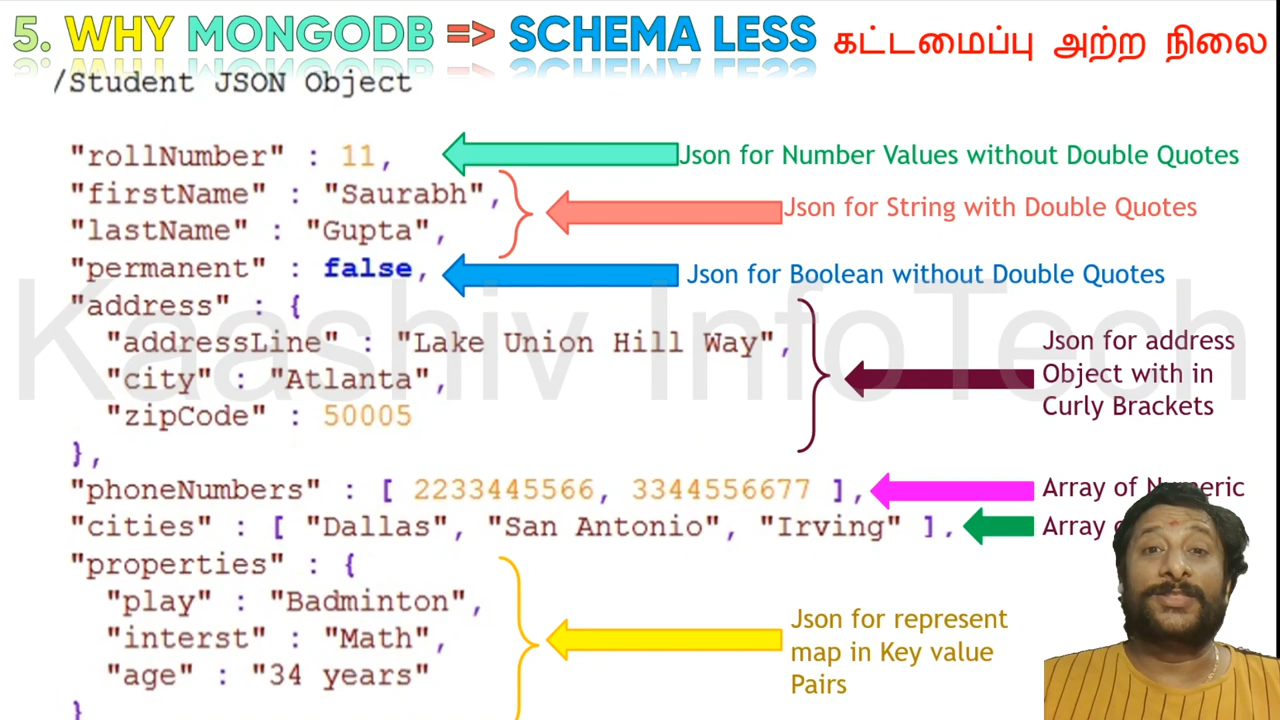 5. WHY MONGODB => SCHEMA LESS கட்டமைப்பு அற்ற நிலை
/Student JSON Object
"rollNumber" : 11,
Json for Number Values without Double Quotes
"firstName" : "Saurabh",
"lastName" : "Gupta",
Json for String with Double Quotes
"permanent" : false,
Json for Boolean without Double Quotes
"address" : {
"addressLine" : "Lake Union Hill Way",
"city" : "Atlanta",
"zipCode" : 50005
},
Json for address
Object with in
Curly Brackets
"phoneNumbers" : [ 2233445566, 3344556677 ],
Array of Numeric
"cities" : [ "Dallas", "San Antonio", "Irving" ],
Array
"properties" : {
"play" : "Badminton",
"interst" : "Math",
"age" : "34 years"
}
Json for represent
map in Key value
Pairs
Kaashiv InfoTech